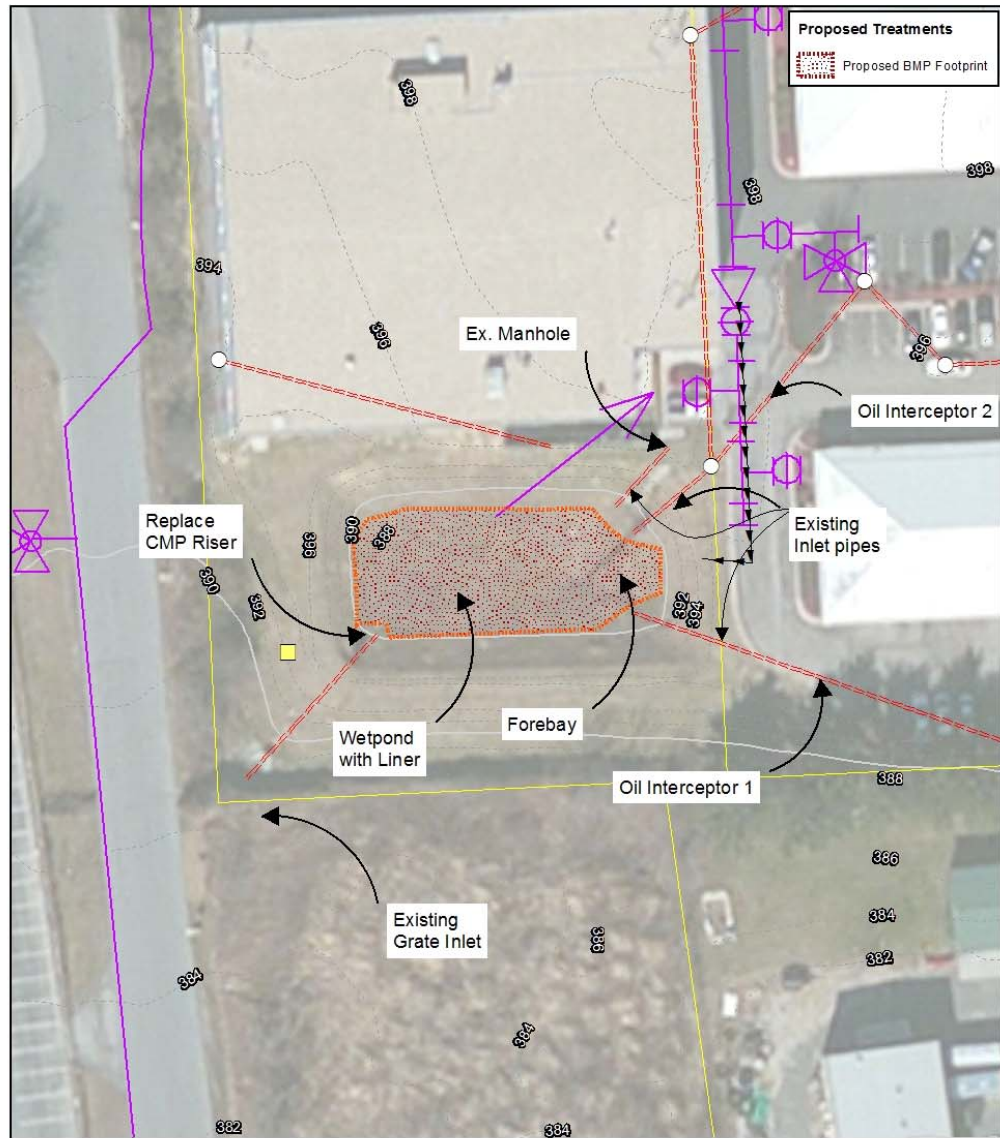 Proposed Treatments
Proposed BMP Footprint
398
398
398
394
396
396
Ex. Manhole
Oil Interceptor 2
Replace
CMP Riser
390
388
396
Existing
Inlet pipes
390
392
392
394
Wetpond
with Liner
Forebay
Oil Interceptor 1
388
386
Existing
Grate Inlet
384
386
382
384
384
382
384